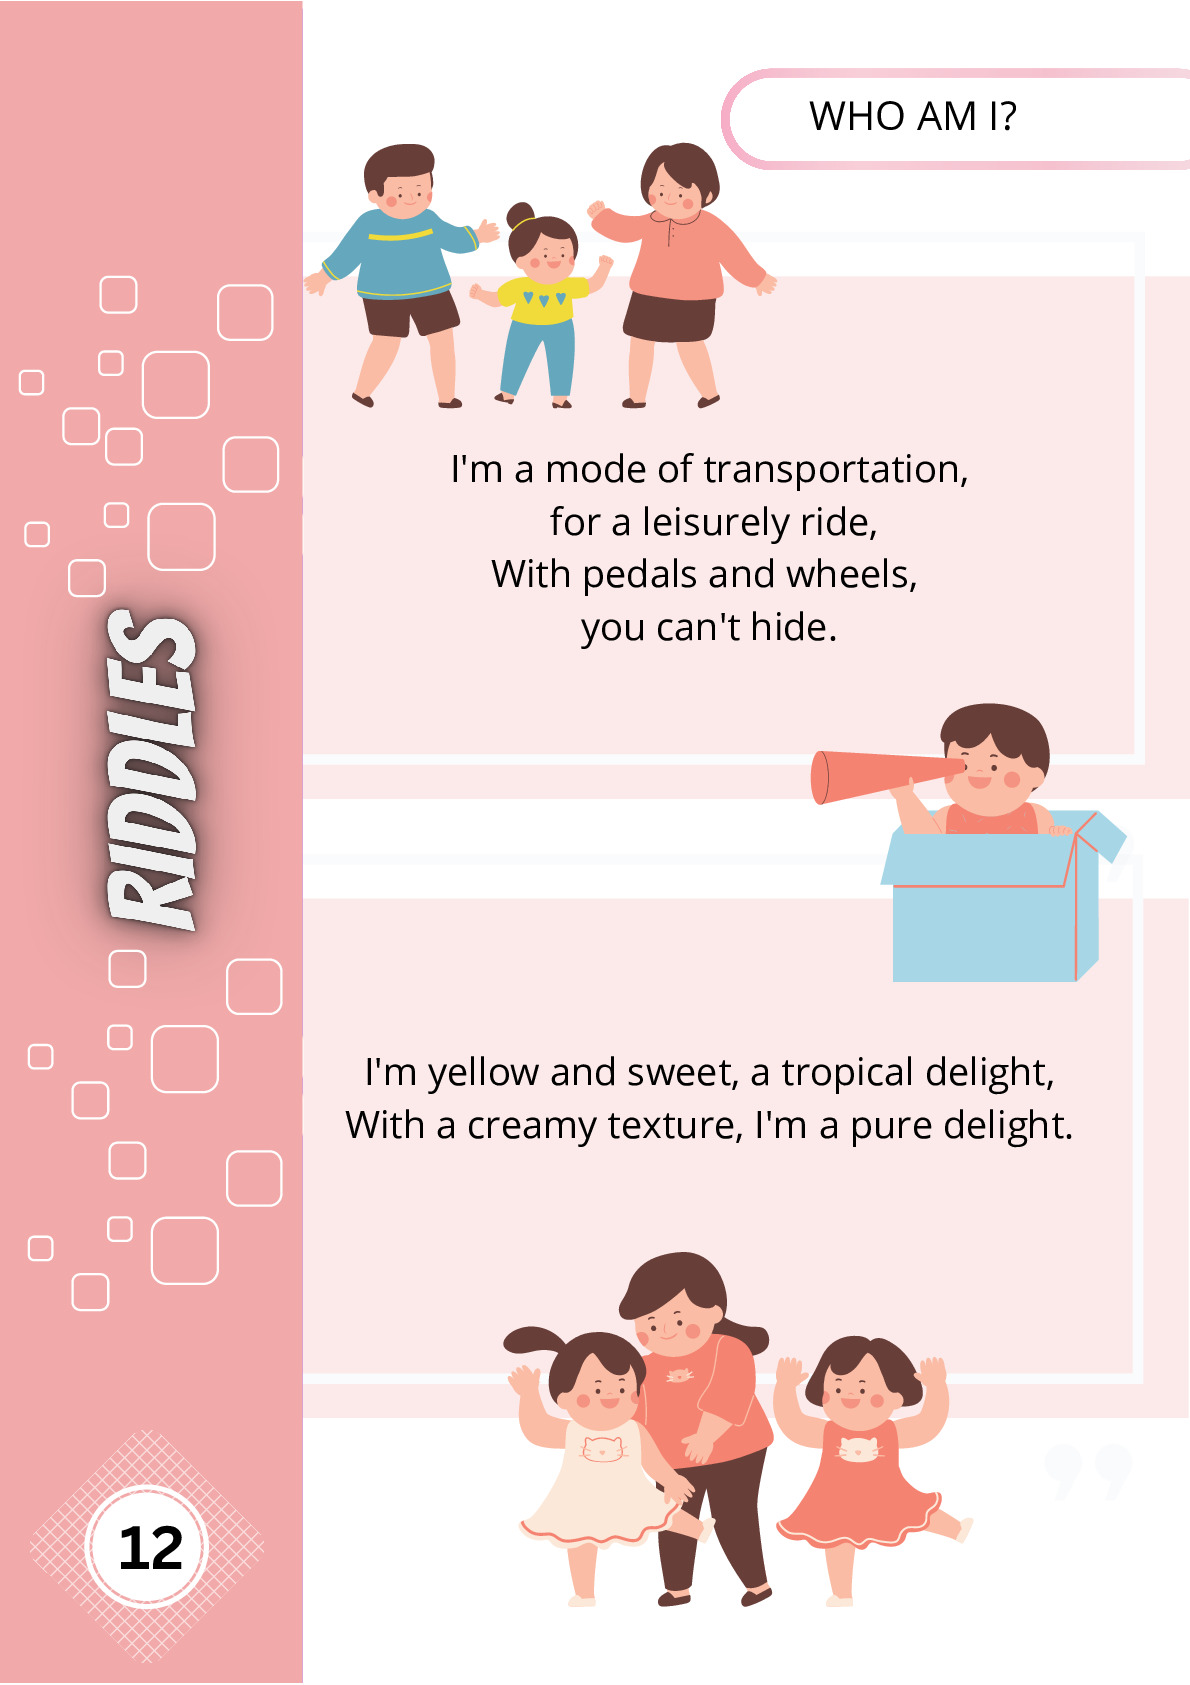 WHO AM I?
I'm a mode of transportation,
for a leisurely ride,
With pedals and wheels,
you can't hide.
RIDDLES
I'm yellow and sweet, a tropical delight,
With a creamy texture, I'm a pure delight.
12